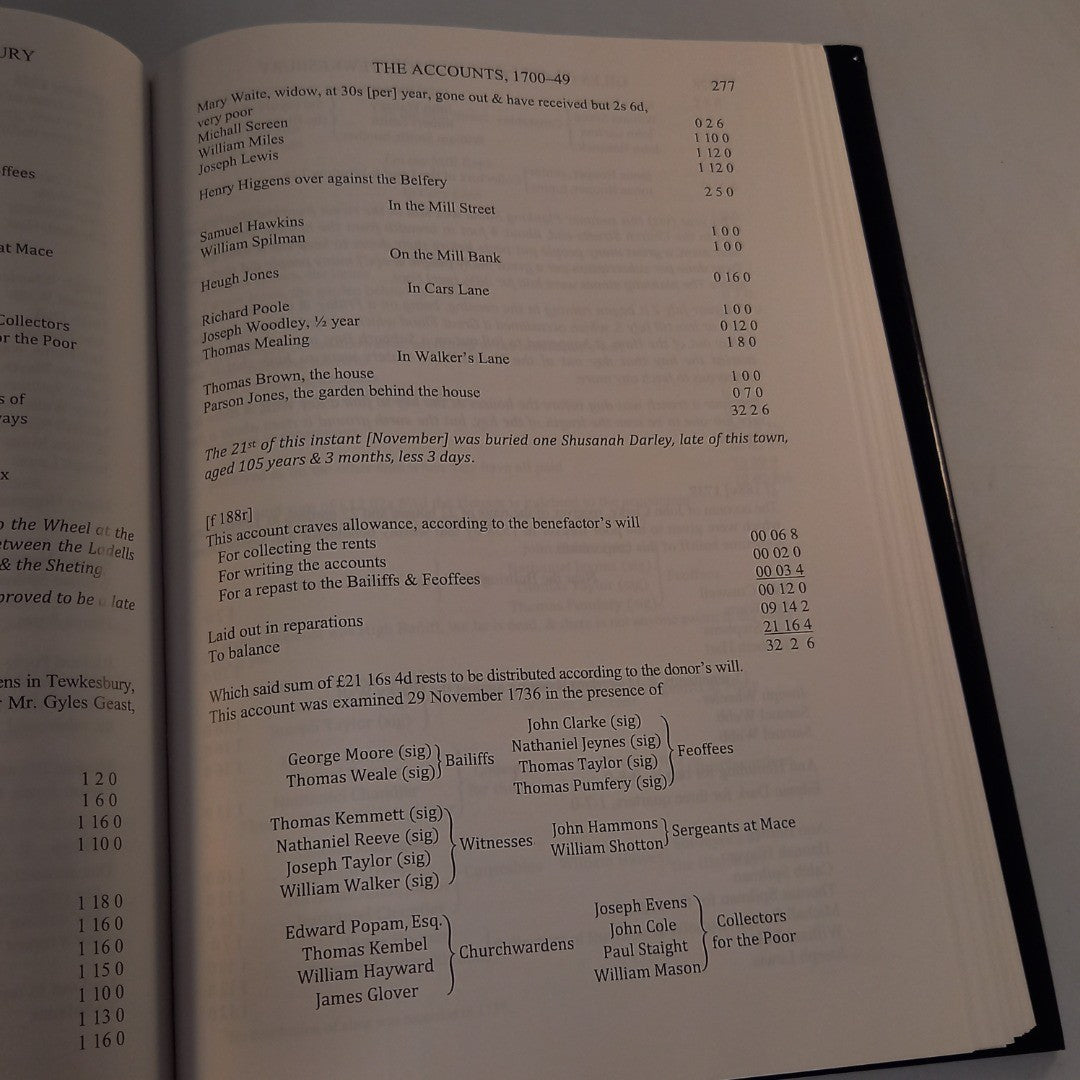 URY
ffees
at Mace
Collectors
or the Poor
s of
ays
x
o the Wheel at the
etween the Lodells
& the Sheting
proved to be a late
ens in Tewkesbury,
Mr. Gyles Geast,
1 2 0
1 6 0
1 16 0
1 10 0
1 18 0
1 16 0
1 16 0
1 15 0
1 10 0
1 13 0
1 16 0
THE ACCOUNTS, 1700–49 277
Mary Waite, widow, at 30s [per] year, gone out & have received but 2s 6d,
very poor 0 2 6
Michall Screen 1 10 0
William Miles 1 12 0
Joseph Lewis 1 12 0
Henry Higgens over against the Belfery 2 5 0
In the Mill Street
Samuel Hawkins 1 0 0
William Spilman 1 0 0
On the Mill Bank
Heugh Jones 0 16 0
In Cars Lane
Richard Poole 1 0 0
Joseph Woodley, ½ year 0 12 0
Thomas Mealing 1 8 0
In Walker's Lane
Thomas Brown, the house 1 0 0
Parson Jones, the garden behind the house 0 7 0
32 2 6
The 21st of this instant [November] was buried one Shusanah Darley, late of this town,
aged 105 years & 3 months, less 3 days.
[f 188r]
This account craves allowance, according to the benefactor's will
For collecting the rents 00 06 8
For writing the accounts 00 02 0
For a repast to the Bailiffs & Feoffees 00 03 4
00 12 0
Laid out in reparations 09 14 2
To balance 21 16 4
32 2 6
Which said sum of £21 16s 4d rests to be distributed according to the donor's will.
This account was examined 29 November 1736 in the presence of
George Moore (sig)
Thomas Weale (sig)
Bailiffs
John Clarke (sig)
Nathaniel Jeynes (sig)
Thomas Taylor (sig)
Thomas Pumfery (sig)
Feoffees
Thomas Kemmett (sig)
Nathaniel Reeve (sig)
Joseph Taylor (sig)
William Walker (sig)
Witnesses
John Hammons
William Shotton
Sergeants at Mace
Edward Popam, Esq.
Thomas Kembel
William Hayward
James Glover
Churchwardens
Joseph Evens
John Cole
Paul Staight
William Mason
Collectors
for the Poor